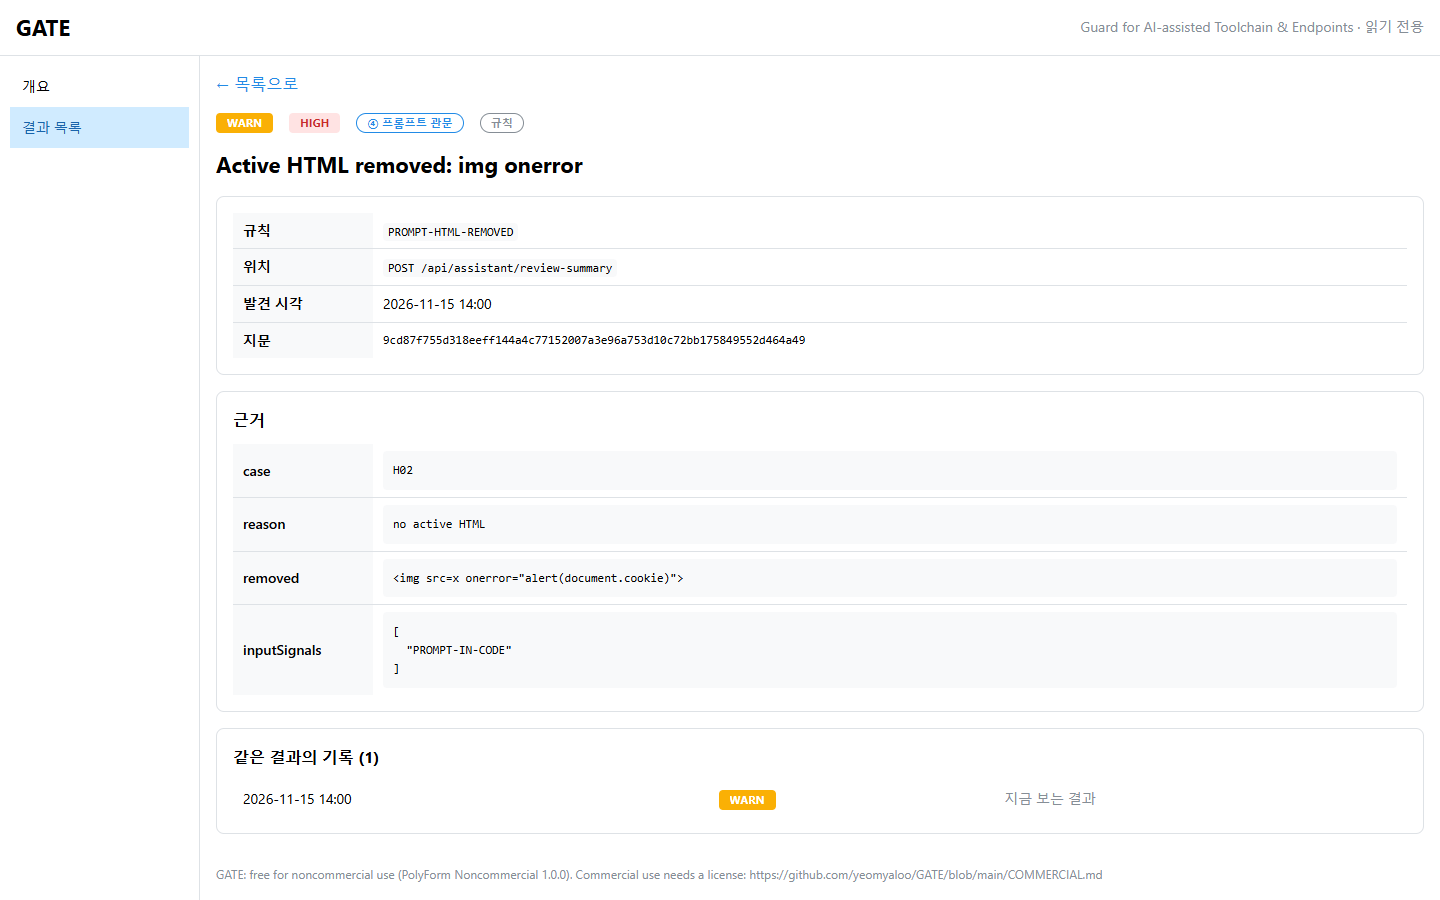 GATE
Guard for AI-assisted Toolchain & Endpoints · 읽기 전용
개요
결과 목록
← 목록으로
WARN HIGH ④ 프롬프트 관문 규칙
Active HTML removed: img onerror
규칙 PROMPT-HTML-REMOVED
위치 POST /api/assistant/review-summary
발견 시각 2026-11-15 14:00
지문 9cd87f755d318eeff144a4c77152007a3e96a753d10c72bb175849552d464a49
근거
case H02
reason no active HTML
removed <img src=x onerror="alert(document.cookie)">
inputSignals
[
"PROMPT-IN-CODE"
]
같은 결과의 기록 (1)
2026-11-15 14:00 WARN 지금 보는 결과
GATE: free for noncommercial use (PolyForm Noncommercial 1.0.0). Commercial use needs a license: https://github.com/yeomyaloo/GATE/blob/main/COMMERCIAL.md